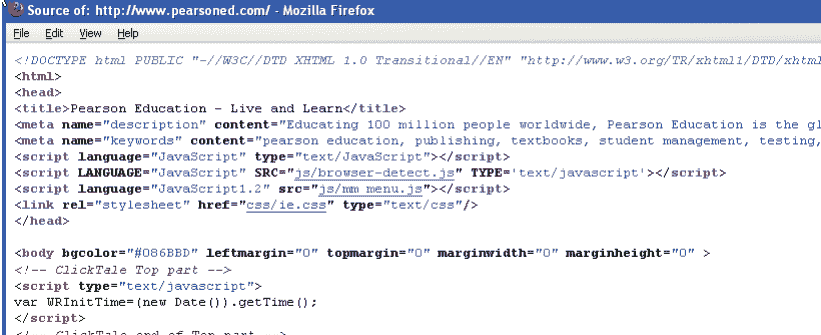 Source of: http://www.pearsoned.com/ - Mozilla Firefox
File Edit View Help
<!DOCTYPE html PUBLIC "-//W3C//DTD XHTML 1.0 Transitional//EN" "http://www.w3.org/TR/xhtml1/DTD/xhtml
<html>
<head>
<title>Pearson Education - Live and Learn</title>
<meta name="description" content="Educating 100 million people worldwide, Pearson Education is the gl
<meta name="keywords" content="pearson education, publishing, textbooks, student management, testing,
<script language="JavaScript" type="text/JavaScript"></script>
<script LANGUAGE="JavaScript" SRC="js/browser-detect.js" TYPE='text/javascript'></script>
<script language="JavaScript1.2" src="js/mm_menu.js"></script>
<link rel="stylesheet" href="css/ie.css" type="text/css"/>
</head>
<body bgcolor="#086BBD" leftmargin="0" topmargin="0" marginwidth="0" marginheight="0" >
<!-- ClickTale Top part -->
<script type="text/javascript">
var WRInitTime=(new Date()).getTime();
</script>
<!-- ClickTale end of Top part -->